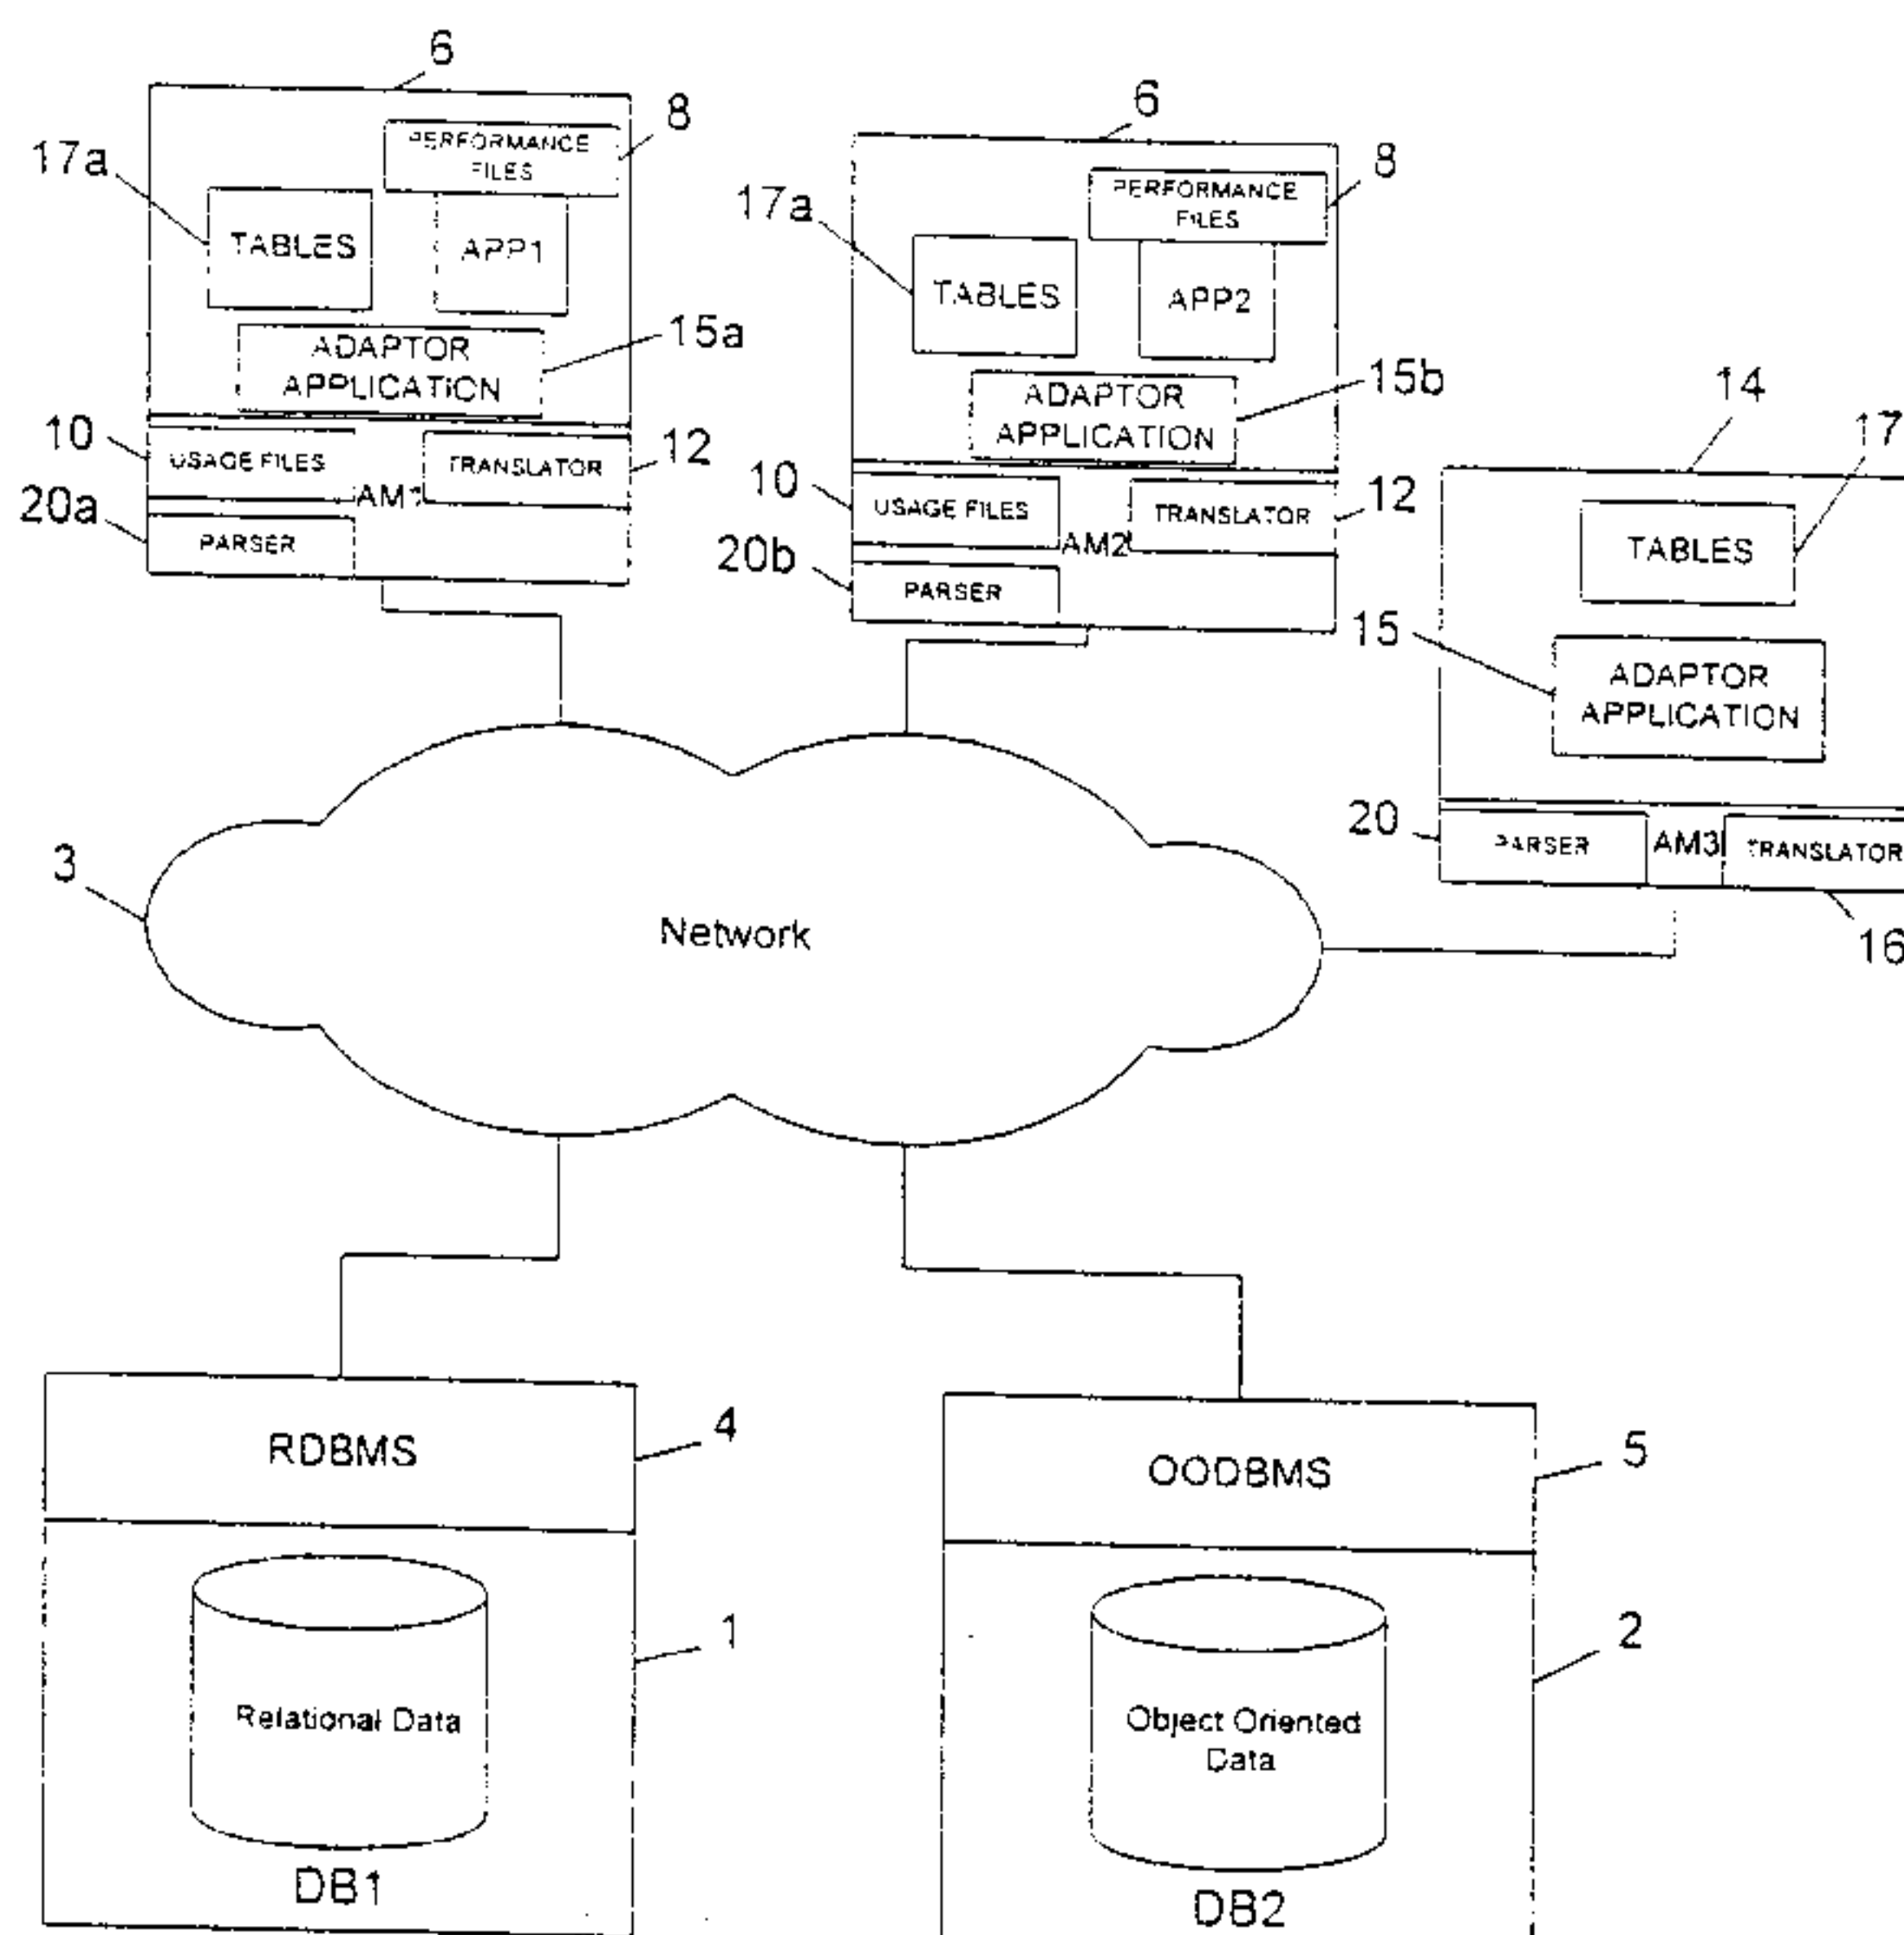 6
8
PERFORMANCE
FILES
17a
TABLES
APP1
ADAPTOR
APPLICATION
15a
10
USAGE FILES
TRANSLATOR
12
AM1
20a
PARSER
6
8
PERFORMANCE
FILES
17a
TABLES
APP2
ADAPTOR
APPLICATION
15b
10
USAGE FILES
TRANSLATOR
12
AM2
20b
PARSER
14
17
TABLES
15
ADAPTOR
APPLICATION
20
PARSER
AM3
TRANSLATOR
16
3
Network
RDBMS
4
1
Relational Data
DB1
OODBMS
5
2
Object Oriented
Data
DB2